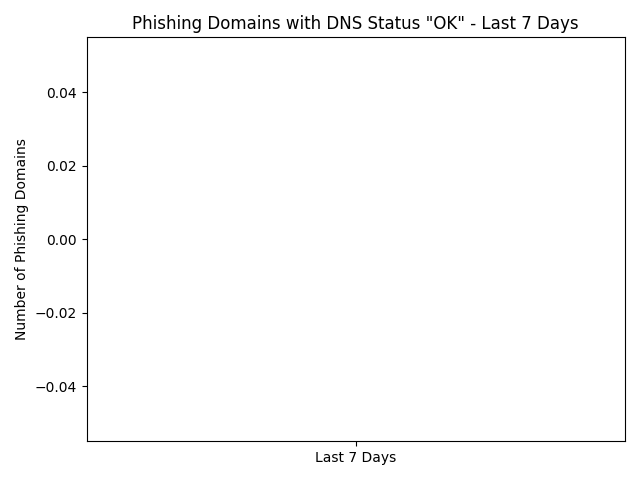 Phishing Domains with DNS Status "OK" - Last 7 Days
Number of Phishing Domains
0.04
0.02
0.00
−0.02
−0.04
Last 7 Days